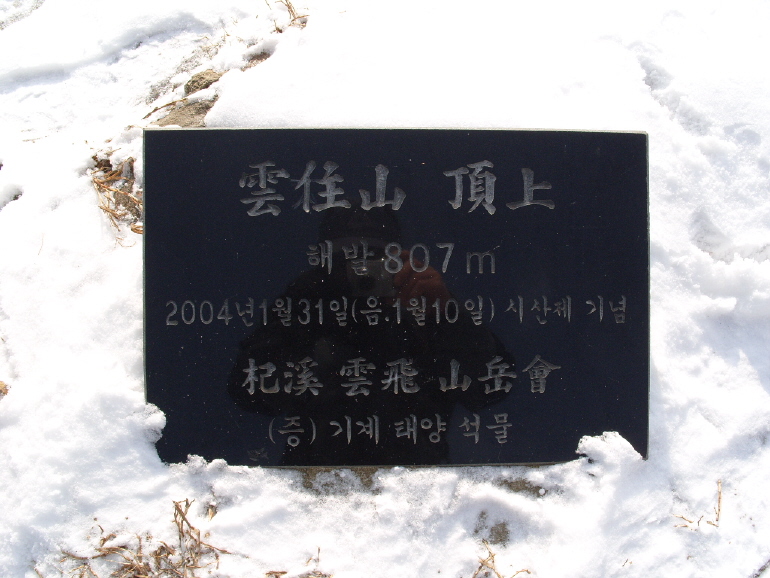 雲住山 頂上
해발 807m
2004년1월31일(음.1월10일) 시산제 기념
杞溪 雲飛 山岳會
(증) 기계 태양 석물